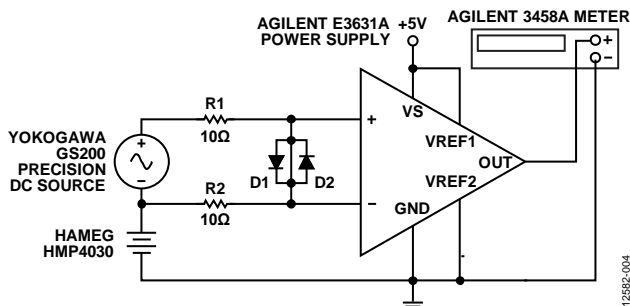 AGILENT E3631A
POWER SUPPLY
+5V
AGILENT 3458A METER
+
−
R1
10Ω
YOKOGAWA
GS200
PRECISION
DC SOURCE
+
−
D1
D2
R2
10Ω
HAMEG
HMP4030
+
−
VS
VREF1
OUT
VREF2
GND
12582-004